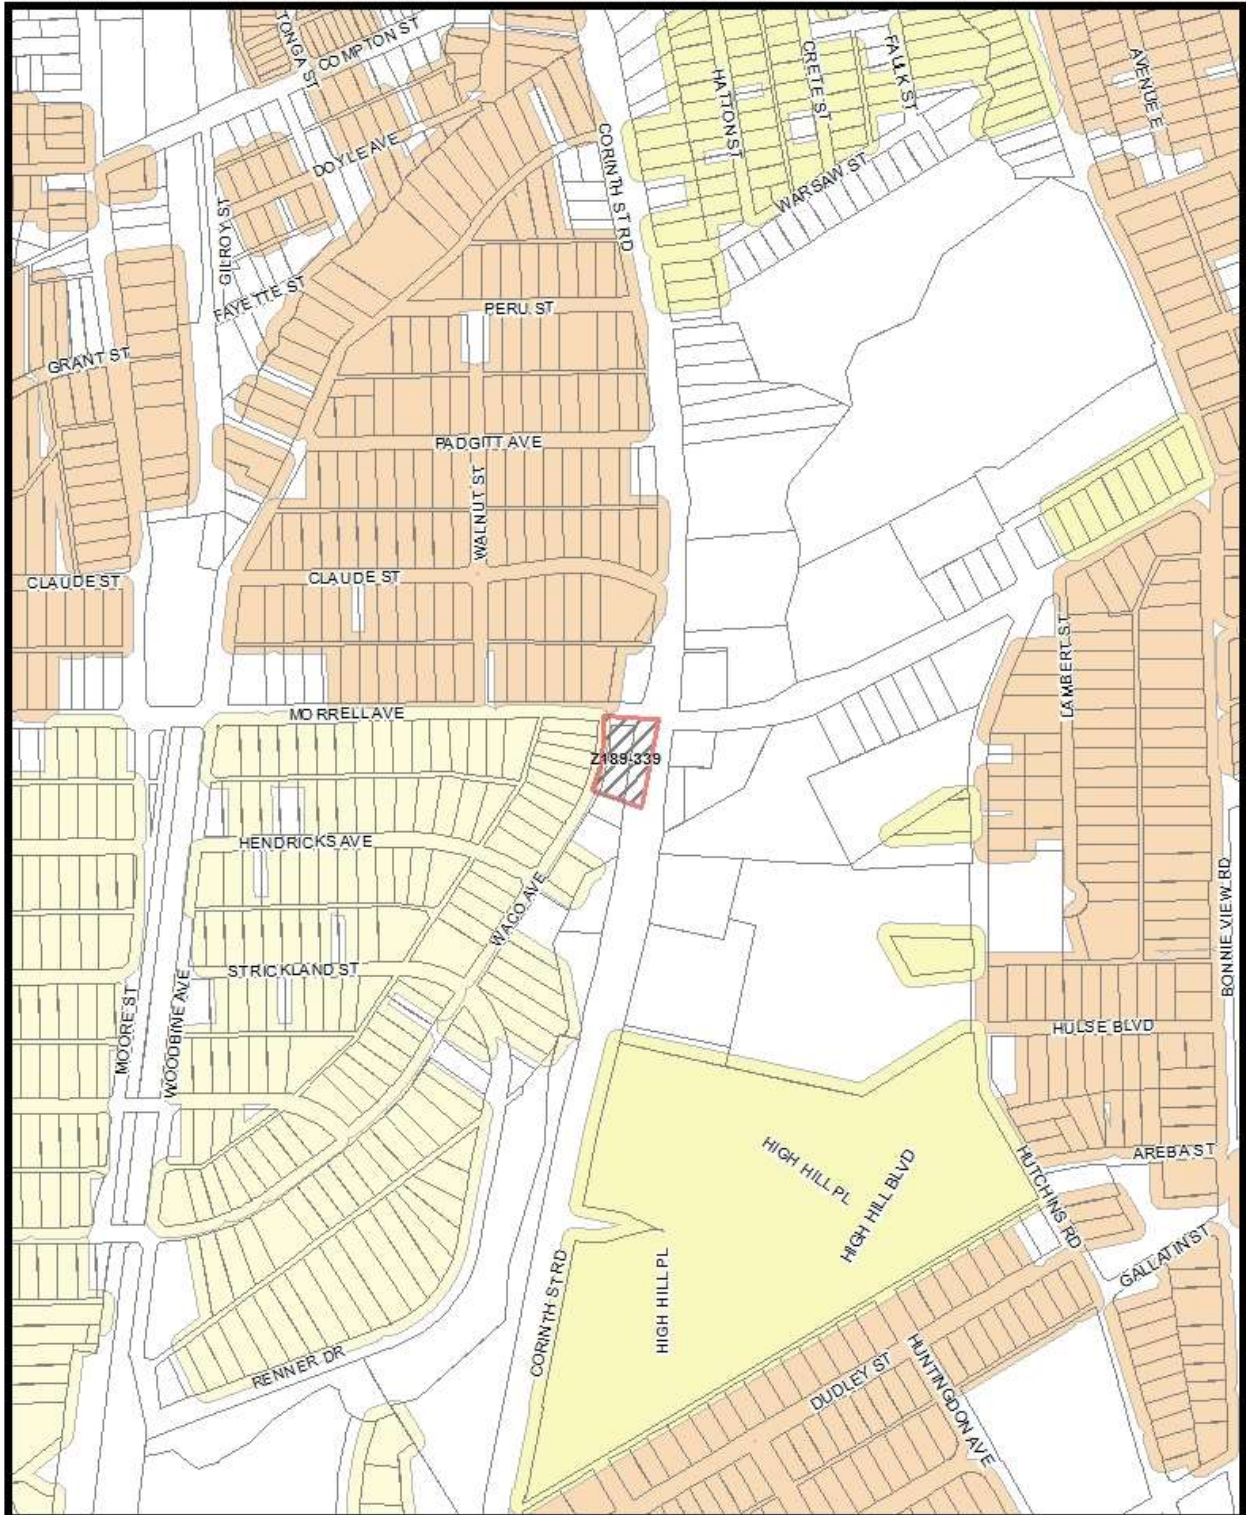 TONGA ST
COMPTON ST
HATTON ST
CRETE ST
FAULK ST
AVENUE E
DOYLE AVE
CORINTH ST RD
WARSAW ST
GILROY ST
FAYETTE ST
PERU ST
GRANT ST
PADGITT AVE
WALNUT ST
CLAUDE ST
CLAUDE ST
LAMBERT ST
MORRELL AVE
Z189-339
HENDRICKS AVE
WACO AVE
BONNIE VIEW RD
STRICKLAND ST
MOORE ST
WOODBINE AVE
HULSE BLVD
HIGH HILL PL
HIGH HILL BLVD
HUTCHINS RD
AREBA ST
GALLATIN ST
CORINTH ST RD
HIGH HILL PL
RENNER DR
DUDLEY ST
HUNTINGDON AVE